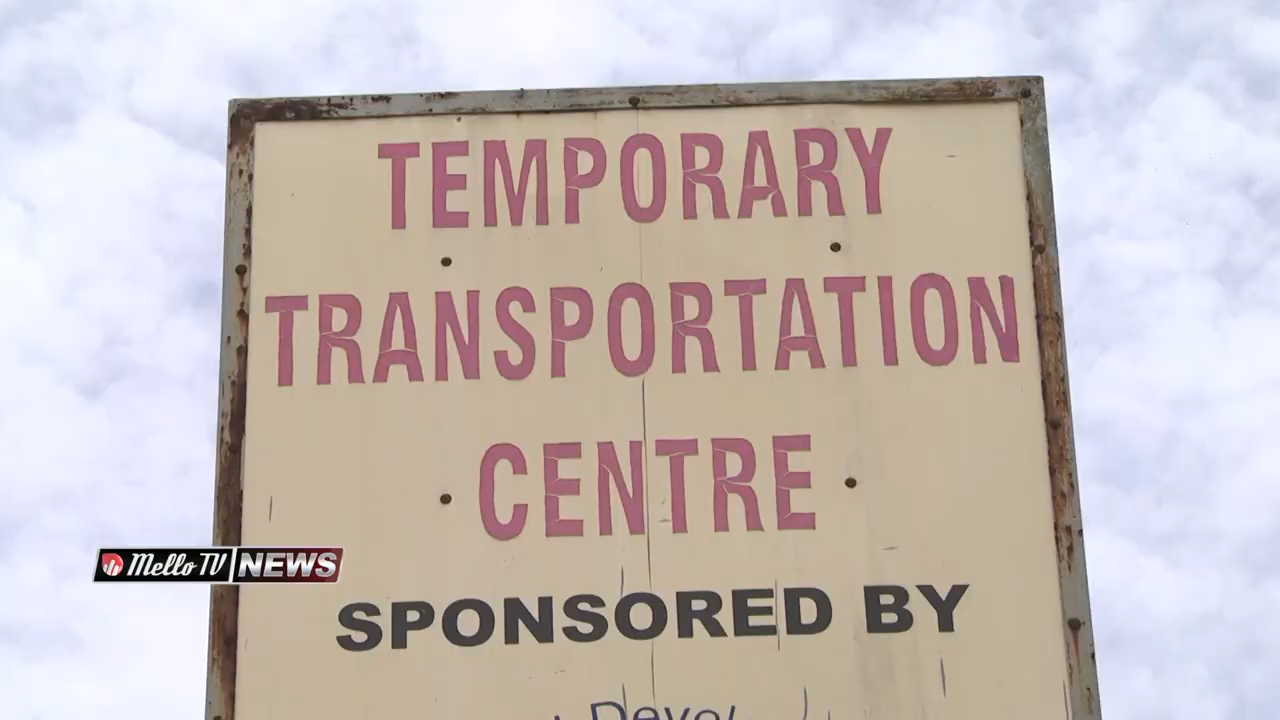 TEMPORARY
TRANSPORTATION
CENTRE
Mello TV NEWS
SPONSORED BY